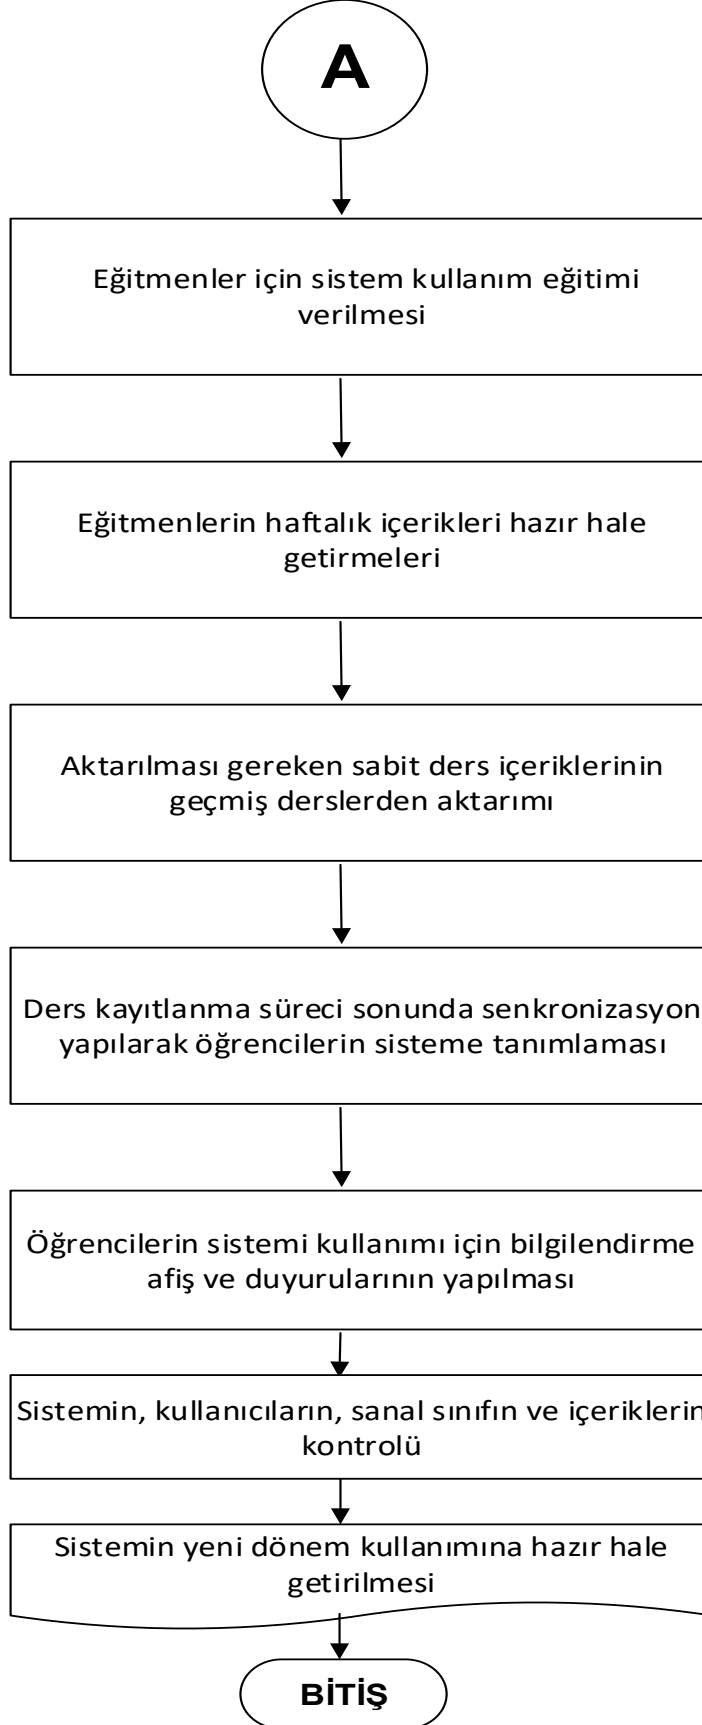 A
Eğitmenler için sistem kullanım eğitimi
verilmesi
Eğitmenlerin haftalık içerikleri hazır hale
getirmeleri
Aktarılması gereken sabit ders içeriklerinin
geçmiş derslerden aktarımı
Ders kayıtlanma süreci sonunda senkronizasyon
yapılarak öğrencilerin sisteme tanımlaması
Öğrencilerin sistemi kullanımı için bilgilendirme
afiş ve duyurularının yapılması
Sistemin, kullanıcıların, sanal sınıfın ve içeriklerin
kontrolü
Sistemin yeni dönem kullanımına hazır hale
getirilmesi
BİTİŞ